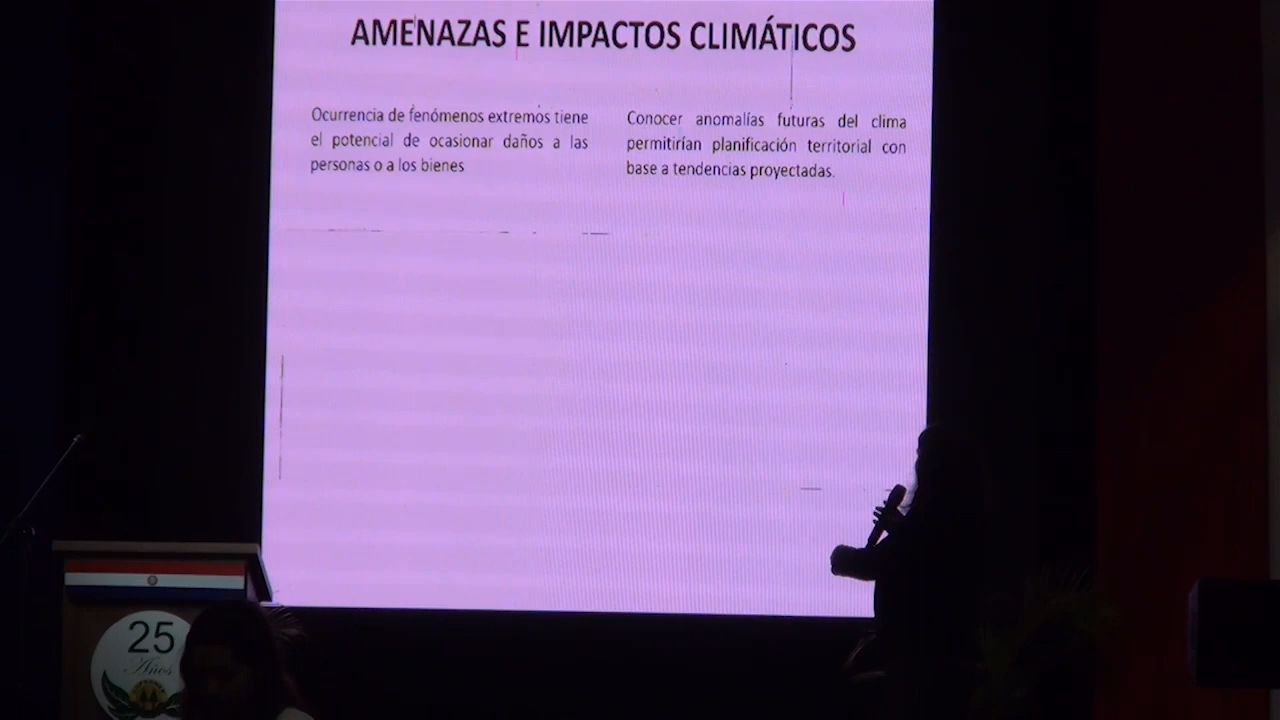 AMENAZAS E IMPACTOS CLIMÁTICOS
Ocurrencia de fenómenos extremos tiene
el potencial de ocasionar daños a las
personas o a los bienes
Conocer anomalías futuras del clima
permitirían planificación territorial con
base a tendencias proyectadas.
25
Años